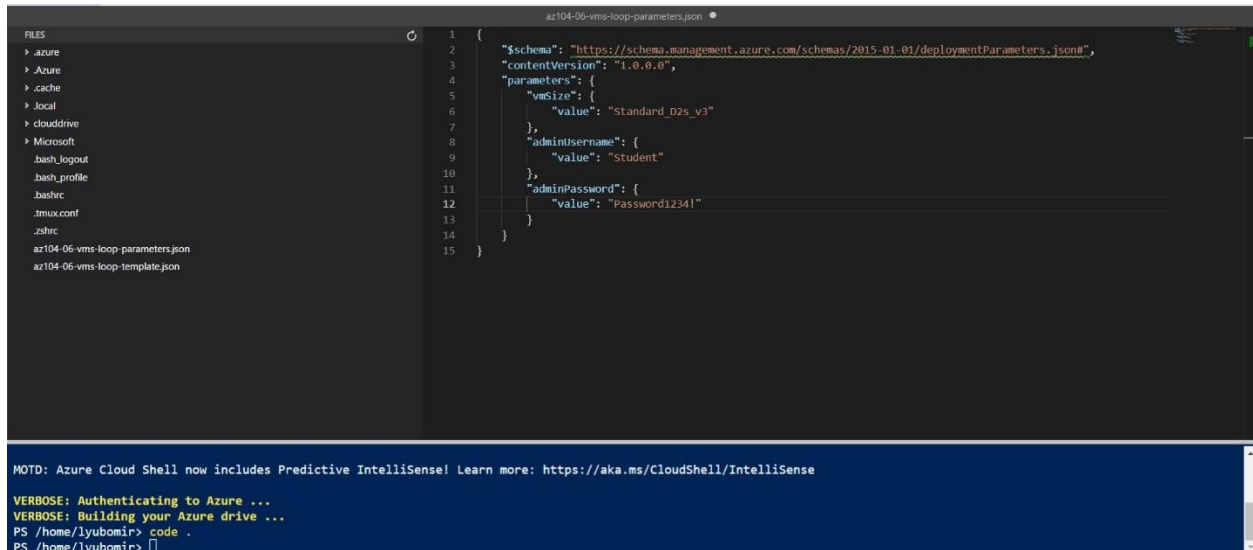 az104-06-vms-loop-parameters.json
FILES
.azure
.Azure
.cache
.local
clouddrive
Microsoft
.bash_logout
.bash_profile
.bashrc
.tmux.conf
.zshrc
az104-06-vms-loop-parameters.json
az104-06-vms-loop-template.json
1 {
2 "$schema": "https://schema.management.azure.com/schemas/2015-01-01/deploymentParameters.json#",
3 "contentVersion": "1.0.0.0",
4 "parameters": {
5 "vmSize": {
6 "value": "Standard_D2s_v3"
7 },
8 "adminUsername": {
9 "value": "Student"
10 },
11 "adminPassword": {
12 "value": "Password1234!"
13 }
14 }
15 }
MOTD: Azure Cloud Shell now includes Predictive IntelliSense! Learn more: https://aka.ms/CloudShell/IntelliSense
VERBOSE: Authenticating to Azure ...
VERBOSE: Building your Azure drive ...
PS /home/lyubomir> code .
PS /home/lyubomir>